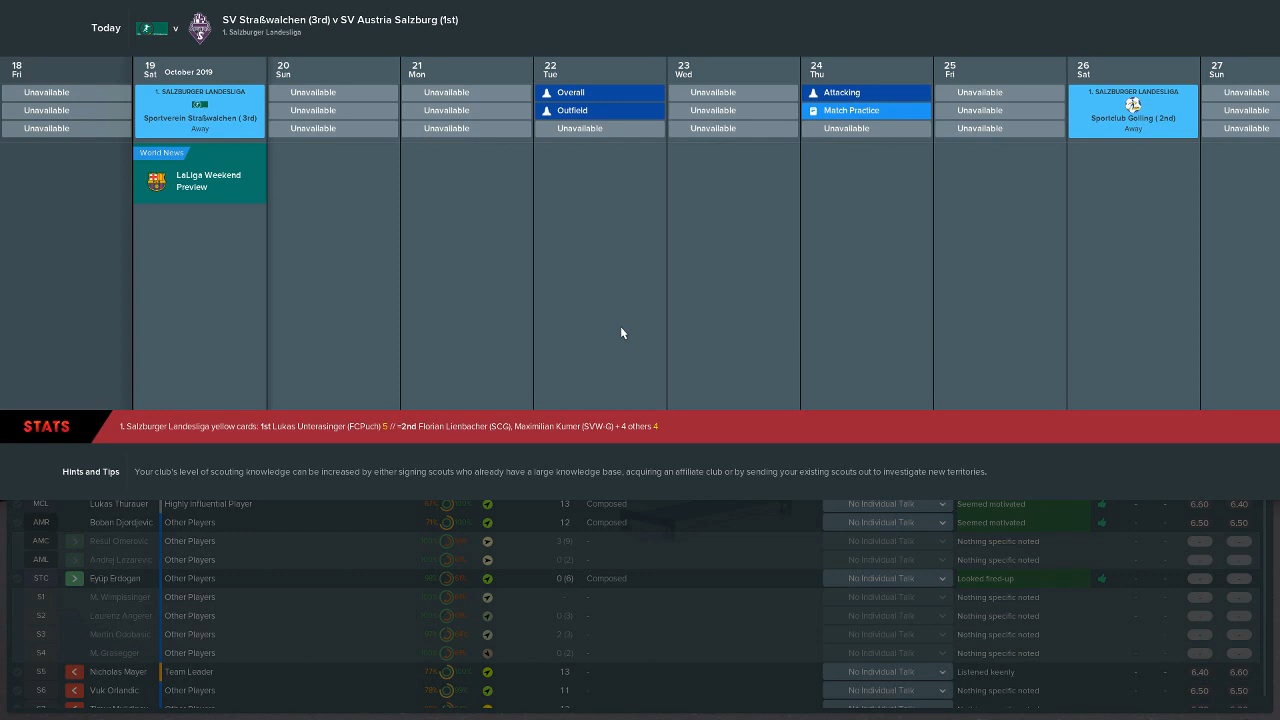 Today
v
SV Straßwalchen (3rd) v SV Austria Salzburg (1st)
1. Salzburger Landesliga
18 Fri
19 Sat October 2019
20 Sun
21 Mon
22 Tue
23 Wed
24 Thu
25 Fri
26 Sat
27 Sun
Unavailable 1. SALZBURGER LANDESLIGA Unavailable Unavailable Overall Unavailable Attacking Unavailable 1. SALZBURGER LANDESLIGA Unavailable
Unavailable Sportverein Straßwalchen ( 3rd) Unavailable Unavailable Outfield Unavailable Match Practice Unavailable Sportclub Golling ( 2nd) Unavailable
Unavailable Away Unavailable Unavailable Unavailable Unavailable Unavailable Unavailable Away Unavailable
World News
LaLiga Weekend
Preview
STATS 1. Salzburger Landesliga yellow cards: 1st Lukas Unterasinger (FCPuch) 5 // =2nd Florian Lienbacher (SCG), Maximilian Kumer (SVW-G) + 4 others 4
Hints and Tips Your club's level of scouting knowledge can be increased by either signing scouts who already have a large knowledge base, acquiring an affiliate club or by sending your existing scouts out to investigate new territories.
MCL Lukas Thurauer Highly Influential Player 13 Composed No Individual Talk Seemed motivated - - 6.60 6.40
AMR Boban Djordjevic Other Players 71% 12 Composed No Individual Talk Seemed motivated - - 6.50 6.50
AMC Resul Omerovic Other Players 3 (9) - No Individual Talk Nothing specific noted - -
AML Andrej Lazarevic Other Players - No Individual Talk Nothing specific noted - -
STC Eyüp Erdogan Other Players 0 (6) Composed No Individual Talk Looked fired-up - -
S1 M. Wimpissinger Other Players - - No Individual Talk Nothing specific noted - -
S2 Laurenz Angerer Other Players 0 (3) - No Individual Talk Nothing specific noted - -
S3 Other Players 2 (3) - No Individual Talk Nothing specific noted - -
S4 M. Grasegger Other Players 0 (2) - No Individual Talk Nothing specific noted - -
S5 Nicholas Mayer Team Leader 77% 13 - No Individual Talk Listened keenly - - 6.40 6.60
S6 Vuk Orlandic Other Players 78% 11 - No Individual Talk Nothing specific noted - - 6.50 6.50